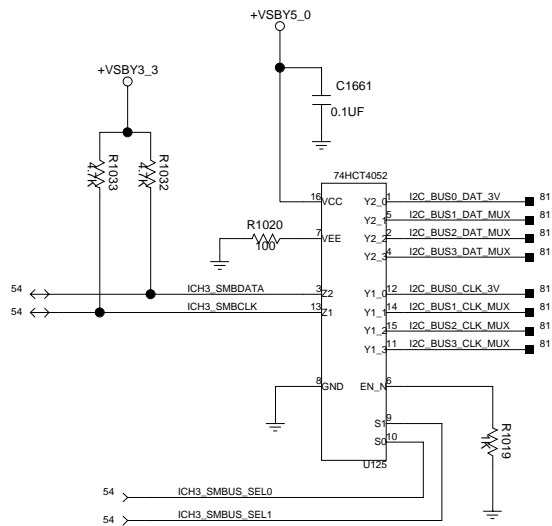 +VSBY5_0
+VSBY3_3
C1661
0.1UF
R1033
4.7K
R1032
4.7K
74HCT4052
16 VCC Y2_0 1 I2C_BUS0_DAT_3V 81
Y2_1 5 I2C_BUS1_DAT_MUX 81
R1020
100
7 VEE Y2_2 2 I2C_BUS2_DAT_MUX 81
Y2_3 4 I2C_BUS3_DAT_MUX 81
54 ICH3_SMBDATA 3 Z2 Y1_0 12 I2C_BUS0_CLK_3V 81
54 ICH3_SMBCLK 13 Z1 Y1_1 14 I2C_BUS1_CLK_MUX 81
Y1_2 15 I2C_BUS2_CLK_MUX 81
Y1_3 11 I2C_BUS3_CLK_MUX 81
8 GND EN_N 6
S1 9
S0 10
R1019
1K
U125
54 ICH3_SMBUS_SEL0
54 ICH3_SMBUS_SEL1